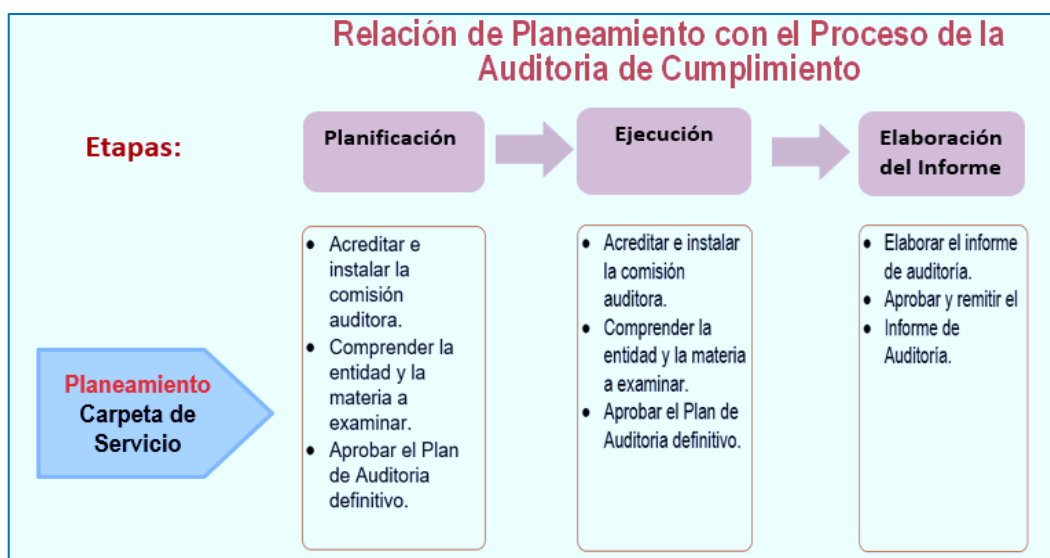 Relación de Planeamiento con el Proceso de la
Auditoria de Cumplimiento
Etapas:
Planificación
Ejecución
Elaboración
del Informe
Planeamiento
Carpeta de
Servicio
• Acreditar e
instalar la
comisión
auditora.
• Comprender la
entidad y la
materia a
examinar.
• Aprobar el Plan
de Auditoria
definitivo.
• Acreditar e instalar
la comisión
auditora.
• Comprender la
entidad y la materia
a examinar.
• Aprobar el Plan de
Auditoria definitivo.
• Elaborar el informe
de auditoría.
• Aprobar y remitir el
• Informe de
Auditoría.